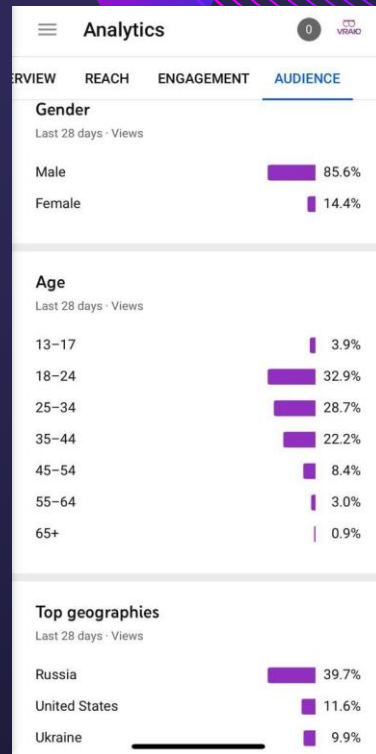 Analytics
0
VRAIO
ERVIEW REACH ENGAGEMENT AUDIENCE
Gender
Last 28 days · Views
Male 85.6%
Female 14.4%
Age
Last 28 days · Views
13–17 3.9%
18–24 32.9%
25–34 28.7%
35–44 22.2%
45–54 8.4%
55–64 3.0%
65+ 0.9%
Top geographies
Last 28 days · Views
Russia 39.7%
United States 11.6%
Ukraine 9.9%